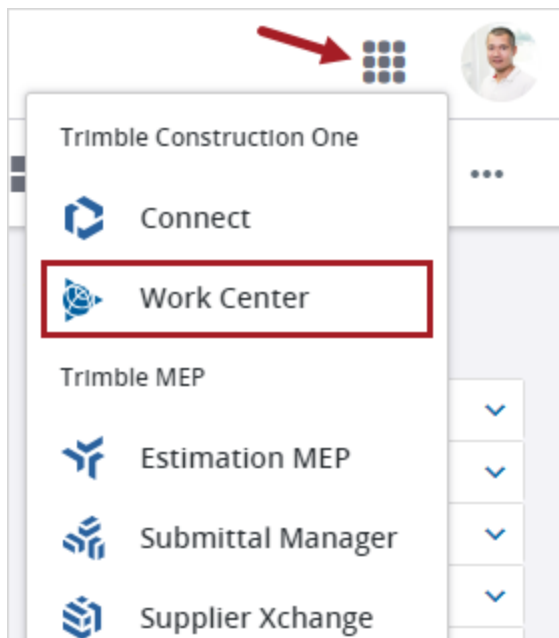 Trimble Construction One
Connect
Work Center
Trimble MEP
Estimation MEP
Submittal Manager
Supplier Xchange